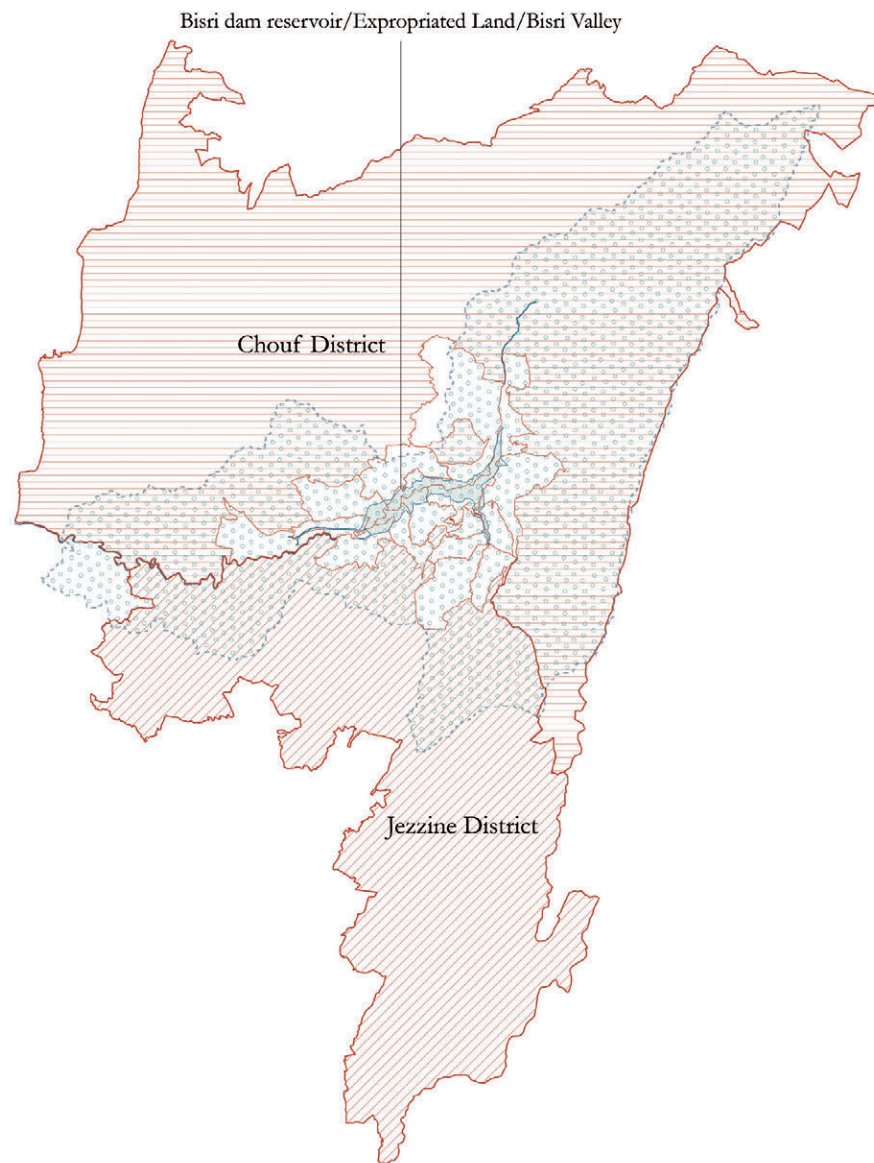 Bisri dam reservoir/Expropriated Land/Bisri Valley
Chouf District
Jezzine District